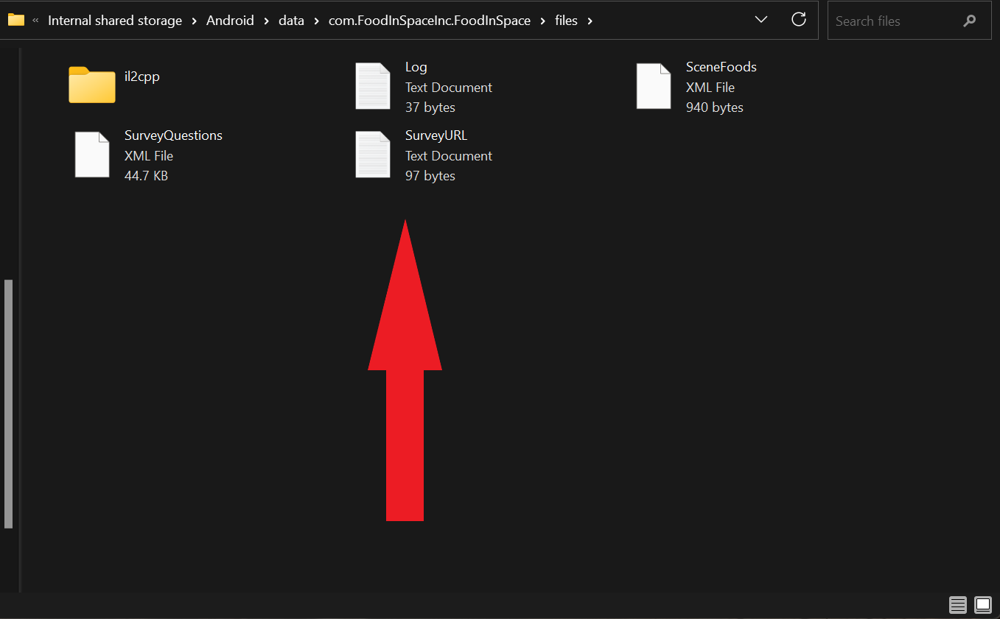 « Internal shared storage > Android > data > com.FoodInSpaceInc.FoodInSpace > files >
Search files
il2cpp
Log
Text Document
37 bytes
SceneFoods
XML File
940 bytes
SurveyQuestions
XML File
44.7 KB
SurveyURL
Text Document
97 bytes